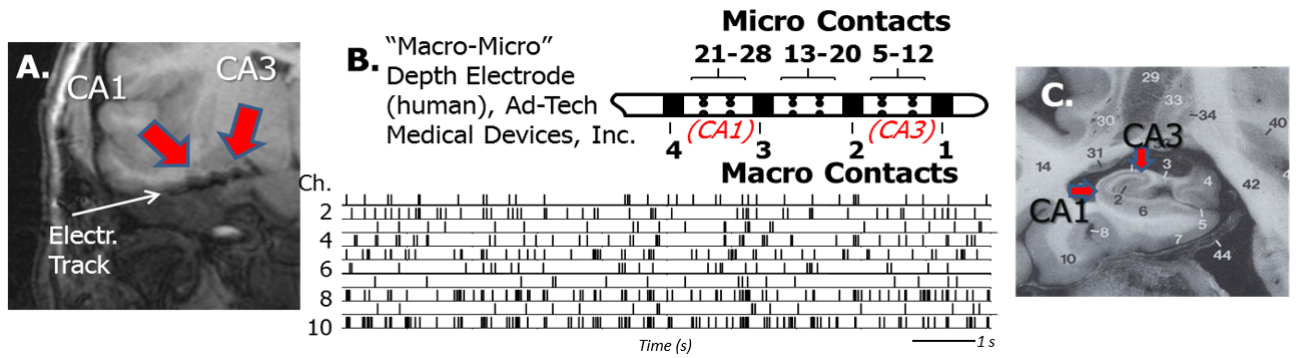 A.
CA1
CA3
Electr.
Track
B.
“Macro-Micro”
Depth Electrode
(human), Ad-Tech
Medical Devices, Inc.
Micro Contacts
21-28 13-20 5-12
(CA1) (CA3)
4 3 2 1
Macro Contacts
Ch.
2
4
6
8
10
Time (s)
1 s
C.
29
33
30
34
40
CA3
14
31
3
1
4
42
CA1
2
6
5
8
7
44
10